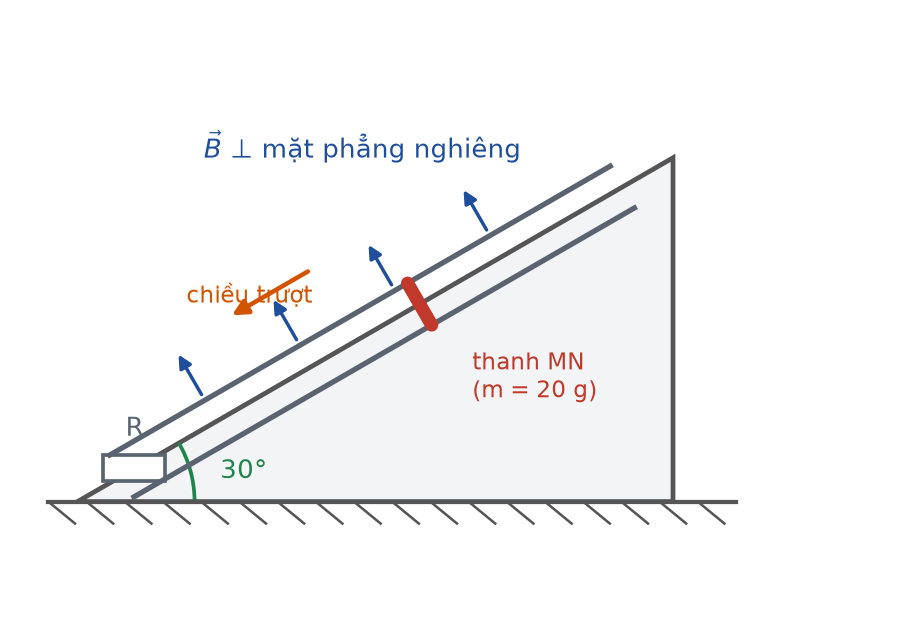 B⃗ ⊥ mặt phẳng nghiêng
chiều trượt
thanh MN
(m = 20 g)
R
30°